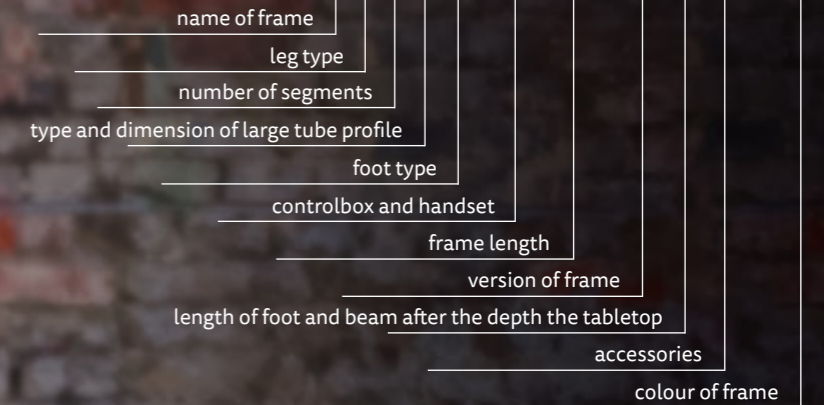 name of frame
leg type
number of segments
type and dimension of large tube profile
foot type
controlbox and handset
frame length
version of frame
length of foot and beam after the depth the tabletop
accessories
colour of frame